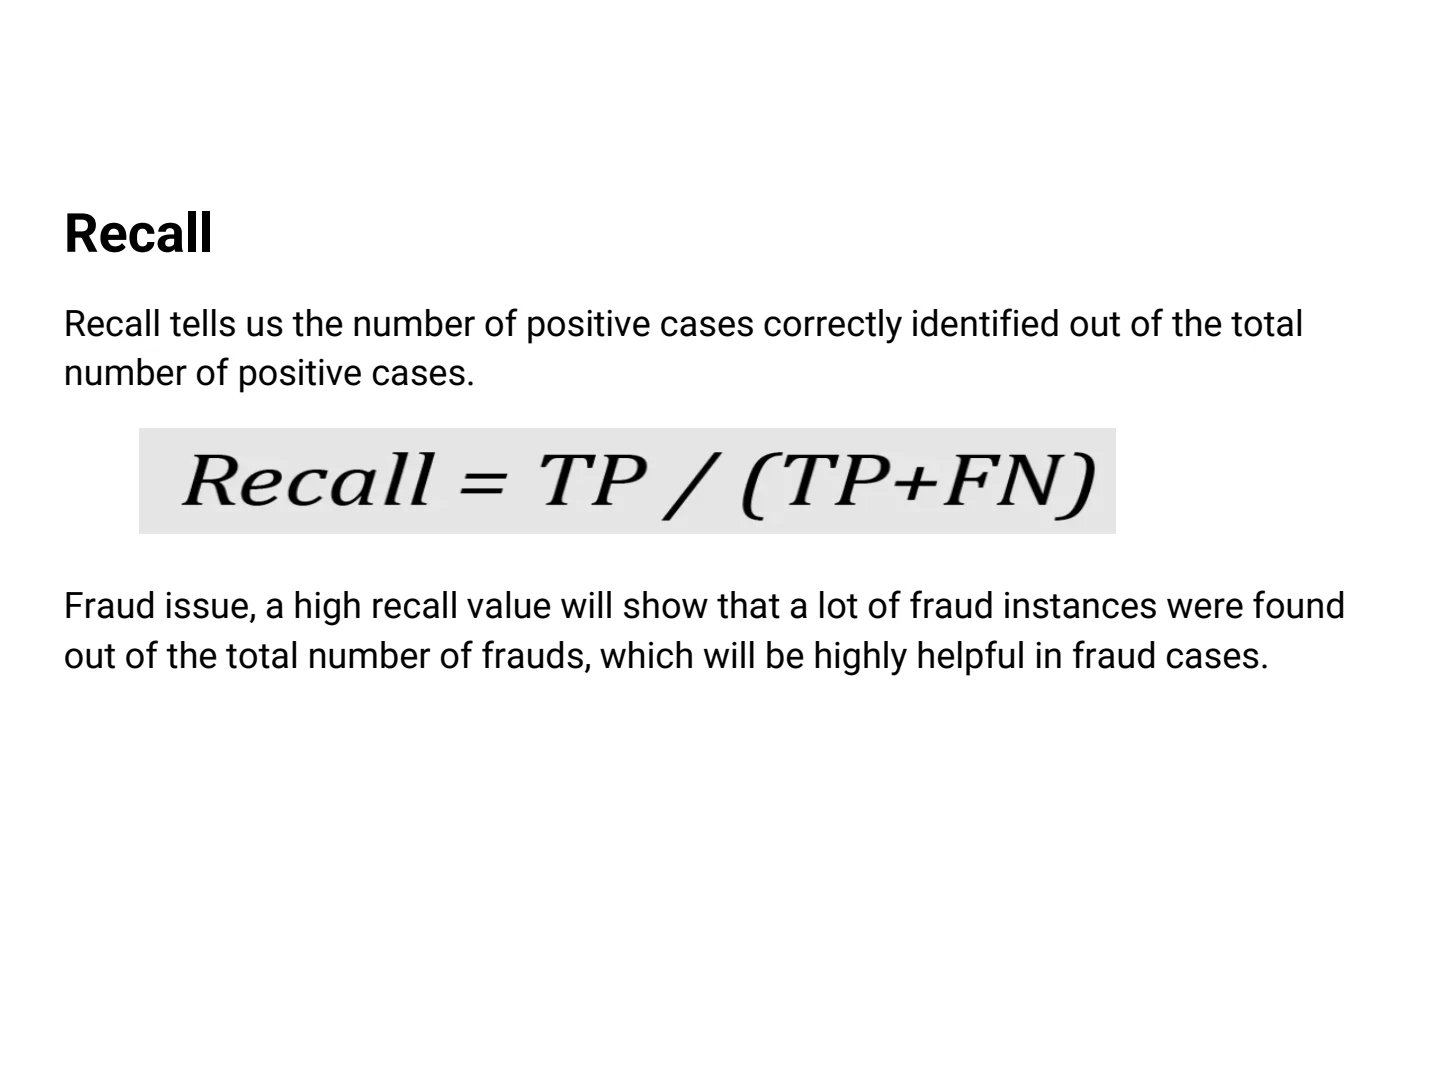 Recall
Recall tells us the number of positive cases correctly identified out of the total
number of positive cases.
Recall = TP / (TP+FN)
Fraud issue, a high recall value will show that a lot of fraud instances were found
out of the total number of frauds, which will be highly helpful in fraud cases.